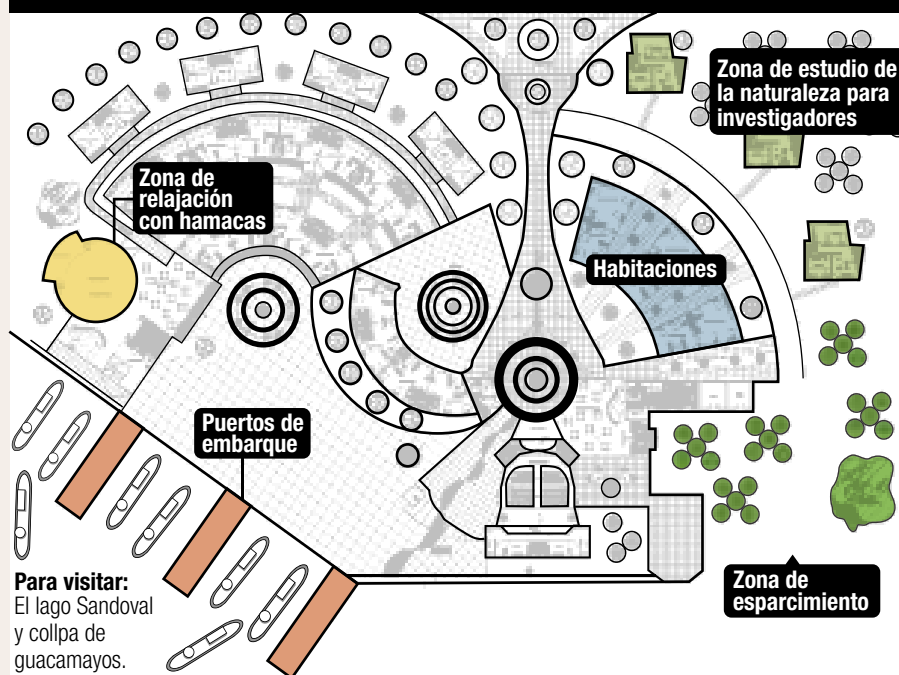 Zona de estudio de
la naturaleza para
investigadores
Zona de
relajación
con hamacas
Habitaciones
Puertos de
embarque
Para visitar:
El lago Sandoval
y collpa de
guacamayos.
Zona de
esparcimiento